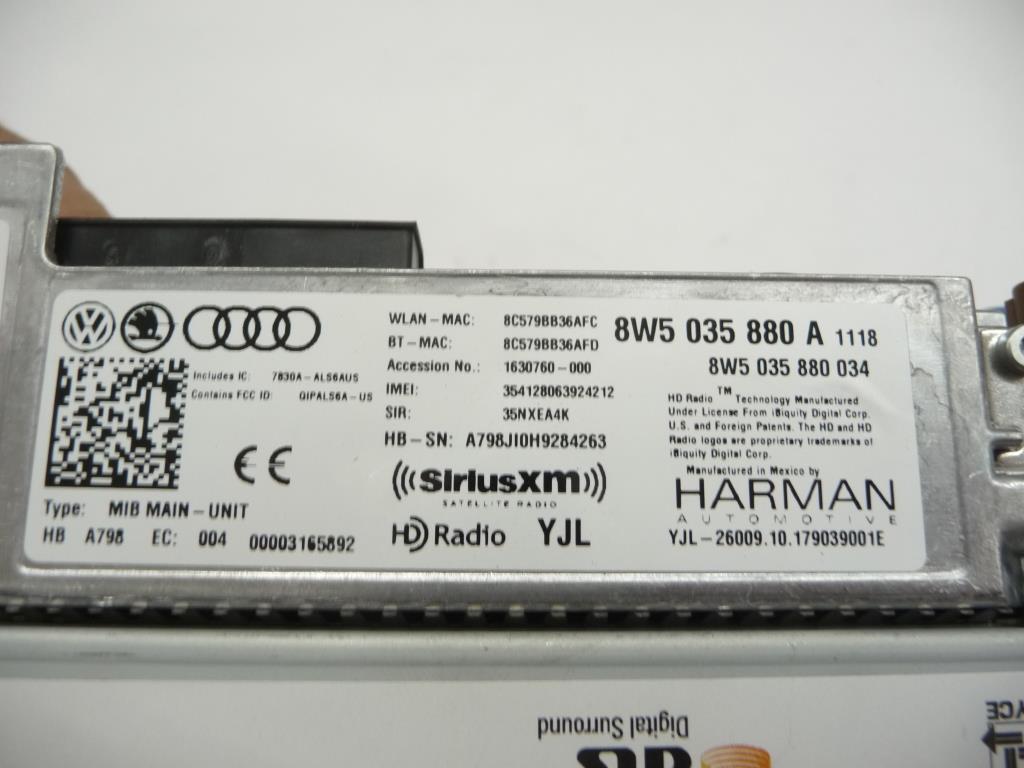 WLAN-MAC: 8C579BB36AFC
BT-MAC: 8C579BB36AFD
Accession No.: 1630760-000
IMEI: 354128063924212
SIR: 35NXEA4K
HB-SN: A798JI0H9284263
8W5 035 880 A 1118
8W5 035 880 034
Includes IC: 7830A-ALS6AUS
Contains FCC ID: QIPALS6A-US
CE
Type: MIB MAIN-UNIT
HB A798 EC: 004 00003165892
SiriusXM
SATELLITE RADIO
HD Radio YJL
HD Radio™ Technology Manufactured
Under License From iBiquity Digital Corp.
U.S. and Foreign Patents. The HD and HD
Radio logos are proprietary trademarks of
iBiquity Digital Corp.
Manufactured in Mexico by
HARMAN
AUTOMOTIVE
YJL-26009.10.179039001E
Digital Surround